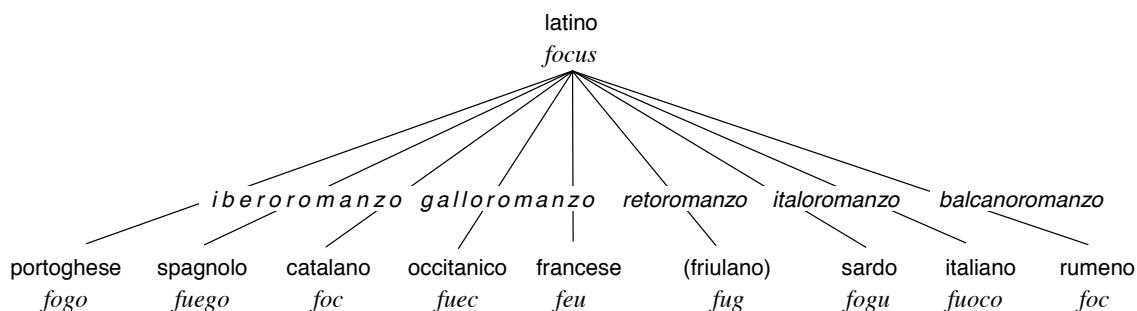 latino
focus
iberoromanzo galloromanzo retoromanzo italoromanzo balcanoromanzo
portoghese spagnolo catalano occitanico francese (friulano) sardo italiano rumeno
fogo fuego foc fuec feu fug fogu fuoco foc